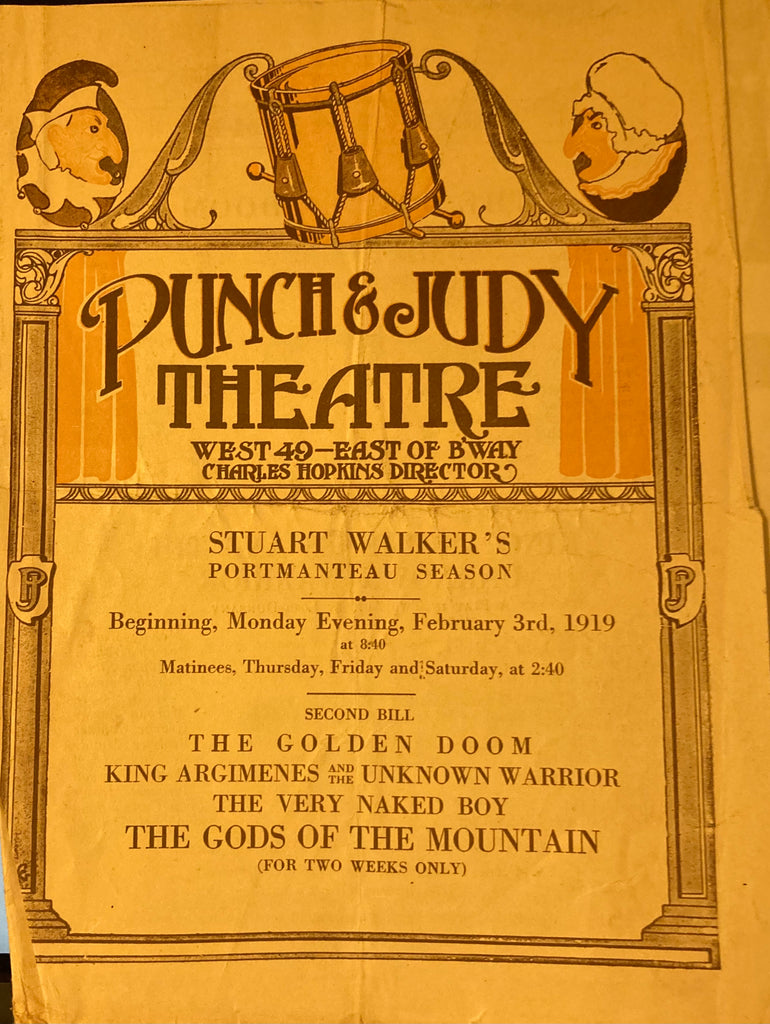 PUNCH & JUDY
THEATRE
WEST 49—EAST OF B'WAY
CHARLES HOPKINS DIRECTOR
STUART WALKER'S
PORTMANTEAU SEASON
Beginning, Monday Evening, February 3rd, 1919
at 8:40
Matinees, Thursday, Friday and Saturday, at 2:40
SECOND BILL
THE GOLDEN DOOM
KING ARGIMENES AND THE UNKNOWN WARRIOR
THE VERY NAKED BOY
THE GODS OF THE MOUNTAIN
(FOR TWO WEEKS ONLY)